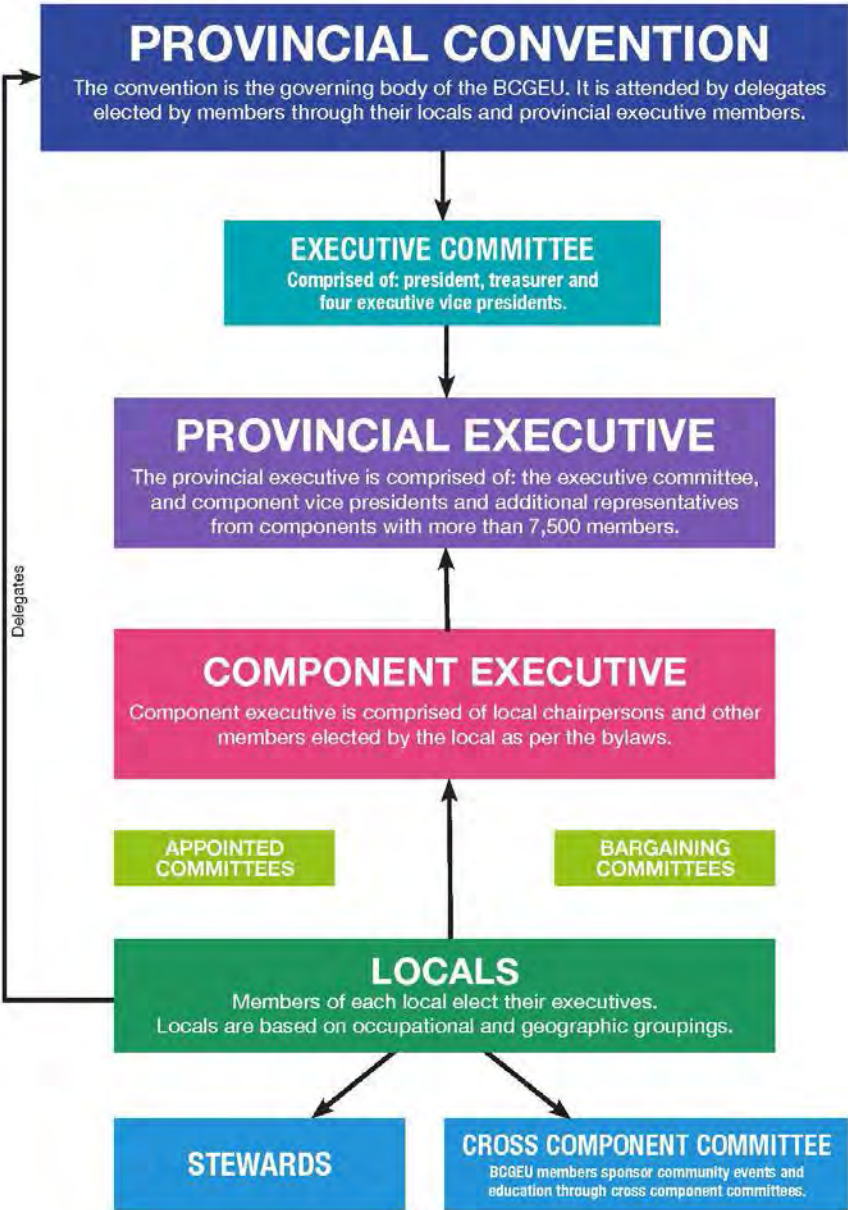 PROVINCIAL CONVENTION
The convention is the governing body of the BCGEU. It is attended by delegates
elected by members through their locals and provincial executive members.
EXECUTIVE COMMITTEE
Comprised of: president, treasurer and
four executive vice presidents.
PROVINCIAL EXECUTIVE
The provincial executive is comprised of: the executive committee,
and component vice presidents and additional representatives
from components with more than 7,500 members.
Delegates
COMPONENT EXECUTIVE
Component executive is comprised of local chairpersons and other
members elected by the local as per the bylaws.
APPOINTED
COMMITTEES
BARGAINING
COMMITTEES
LOCALS
Members of each local elect their executives.
Locals are based on occupational and geographic groupings.
STEWARDS
CROSS COMPONENT COMMITTEE
BCGEU members sponsor community events and
education through cross component committees.